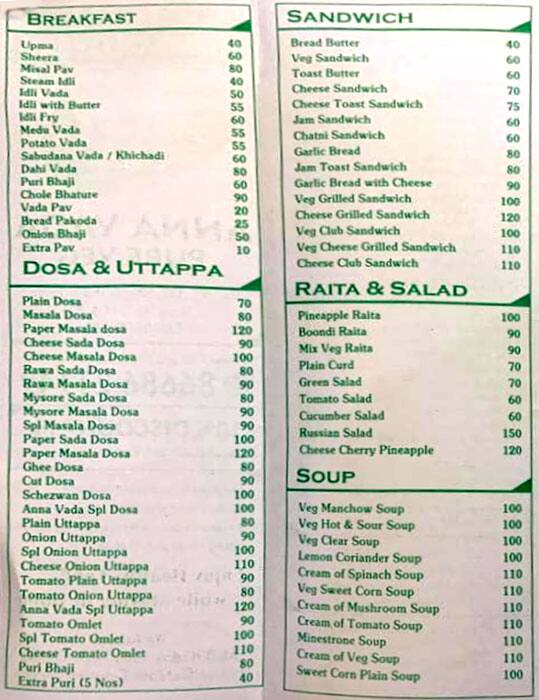 BREAKFAST
Upma 40
Sheera 60
Misal Pav 80
Steam Idli 40
Idli Vada 50
Idli with Butter 55
Idli Fry 60
Medu Vada 55
Potato Vada 55
Sabudana Vada / Khichadi 60
Dahi Vada 80
Puri Bhaji 60
Chole Bhature 90
Vada Pav 20
Bread Pakoda 25
Onion Bhaji 50
Extra Pav 10
DOSA & UTTAPPA
Plain Dosa 70
Masala Dosa 80
Paper Masala dosa 120
Cheese Sada Dosa 90
Cheese Masala Dosa 100
Rawa Sada Dosa 80
Rawa Masala Dosa 90
Mysore Sada Dosa 80
Mysore Masala Dosa 90
Spl Masala Dosa 90
Paper Sada Dosa 100
Paper Masala Dosa 120
Ghee Dosa 80
Cut Dosa 90
Schezwan Dosa 100
Anna Vada Spl Dosa 100
Plain Uttappa 80
Onion Uttappa 90
Spl Onion Uttappa 100
Cheese Onion Uttappa 110
Tomato Plain Uttappa 90
Tomato Onion Uttappa 80
Anna Vada Spl Uttappa 120
Tomato Omlet 90
Spl Tomato Omlet 100
Cheese Tomato Omlet 110
Puri Bhaji 80
Extra Puri (5 Nos) 40
SANDWICH
Bread Butter 40
Veg Sandwich 60
Toast Butter 60
Cheese Sandwich 70
Cheese Toast Sandwich 75
Jam Sandwich 60
Chatni Sandwich 60
Garlic Bread 80
Jam Toast Sandwich 80
Garlic Bread with Cheese 90
Veg Grilled Sandwich 100
Cheese Grilled Sandwich 120
Veg Club Sandwich 100
Veg Cheese Grilled Sandwich 110
Cheese Club Sandwich 110
RAITA & SALAD
Pineapple Raita 100
Boondi Raita 90
Mix Veg Raita 90
Plain Curd 70
Green Salad 70
Tomato Salad 60
Cucumber Salad 60
Russian Salad 150
Cheese Cherry Pineapple 120
SOUP
Veg Manchow Soup 100
Veg Hot & Sour Soup 100
Veg Clear Soup 100
Lemon Coriander Soup 100
Cream of Spinach Soup 110
Veg Sweet Corn Soup 110
Cream of Mushroom Soup 110
Cream of Tomato Soup 110
Minestrone Soup 110
Cream of Veg Soup 110
Sweet Corn Plain Soup 100